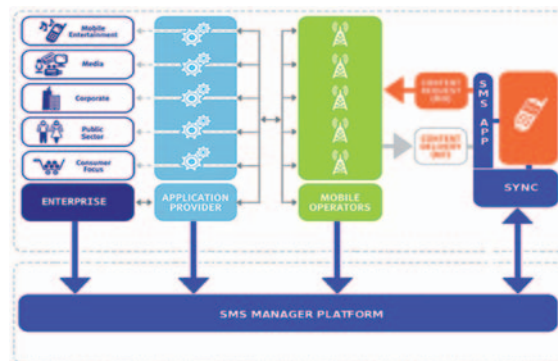 Mobile
Entertainment
Media
Corporate
Public
Sector
Consumer
Focus
ENTERPRISE
APPLICATION
PROVIDER
MOBILE
OPERATORS
CONTENT
REQUEST
CONTENT
DELIVERY
SMS APP
SYNC
SMS MANAGER PLATFORM